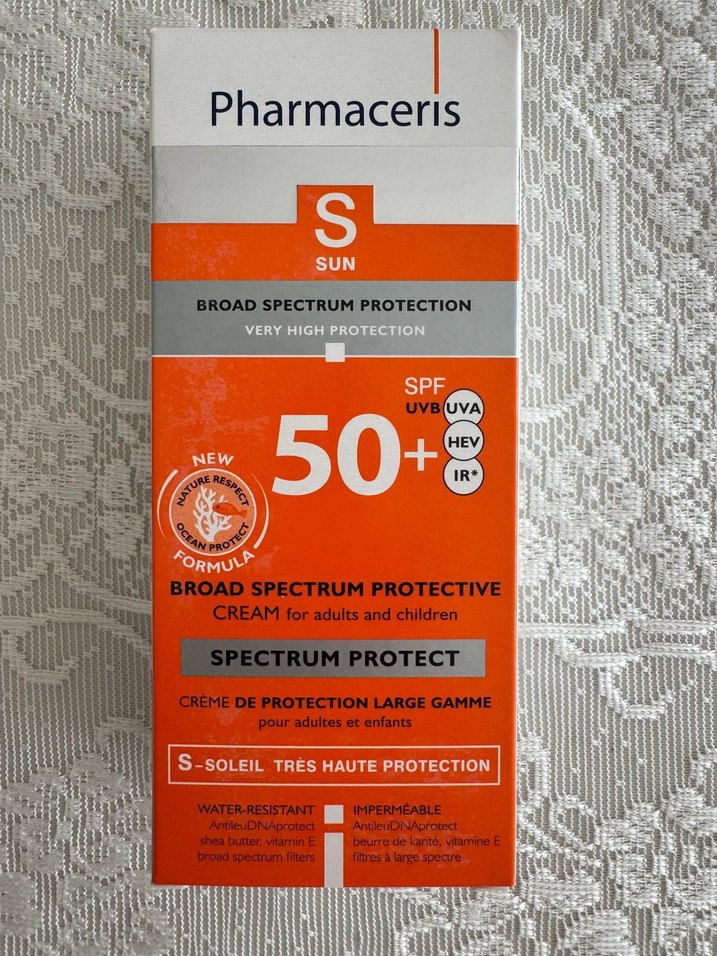 Pharmaceris
S
SUN
BROAD SPECTRUM PROTECTION
VERY HIGH PROTECTION
SPF
UVB UVA
50+
HEV
IR*
NEW
NATURE RESPECT
OCEAN PROTECT
FORMULA
BROAD SPECTRUM PROTECTIVE
CREAM for adults and children
SPECTRUM PROTECT
CRÈME DE PROTECTION LARGE GAMME
pour adultes et enfants
S-SOLEIL TRÈS HAUTE PROTECTION
WATER-RESISTANT
AntileuDNAprotect
shea butter, vitamin E
broad spectrum filters
IMPERMÉABLE
AntileuDNAprotect
beurre de karité, vitamine E
filtres à large spectre